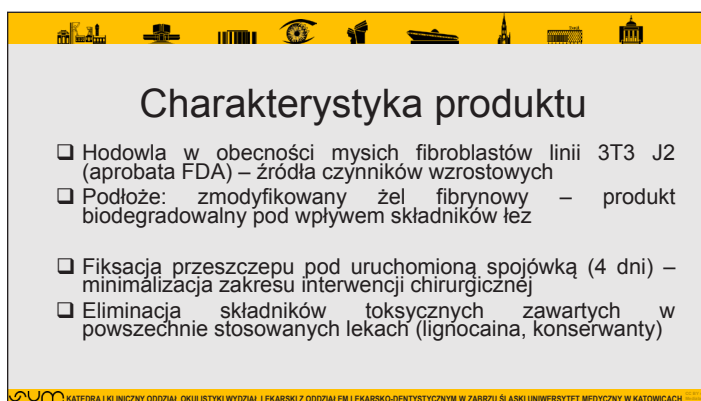 Charakterystyka produktu
❑ Hodowla w obecności mysich fibroblastów linii 3T3 J2
(aprobata FDA) – źródła czynników wzrostowych
❑ Podłoże: zmodyfikowany żel fibrynowy – produkt
biodegradowalny pod wpływem składników łez
❑ Fiksacja przeszczepu pod uruchomioną spojówką (4 dni) –
minimalizacja zakresu interwencji chirurgicznej
❑ Eliminacja składników toksycznych zawartych w
powszechnie stosowanych lekach (lignocaina, konserwanty)
KATEDRA I KLINICZNY ODDZIAŁ OKULISTYKI WYDZIAŁ LEKARSKI Z ODDZIAŁEM LEKARSKO-DENTYSTYCZNYM W ZABRZU ŚLĄSKI UNIWERSYTET MEDYCZNY W KATOWICACH